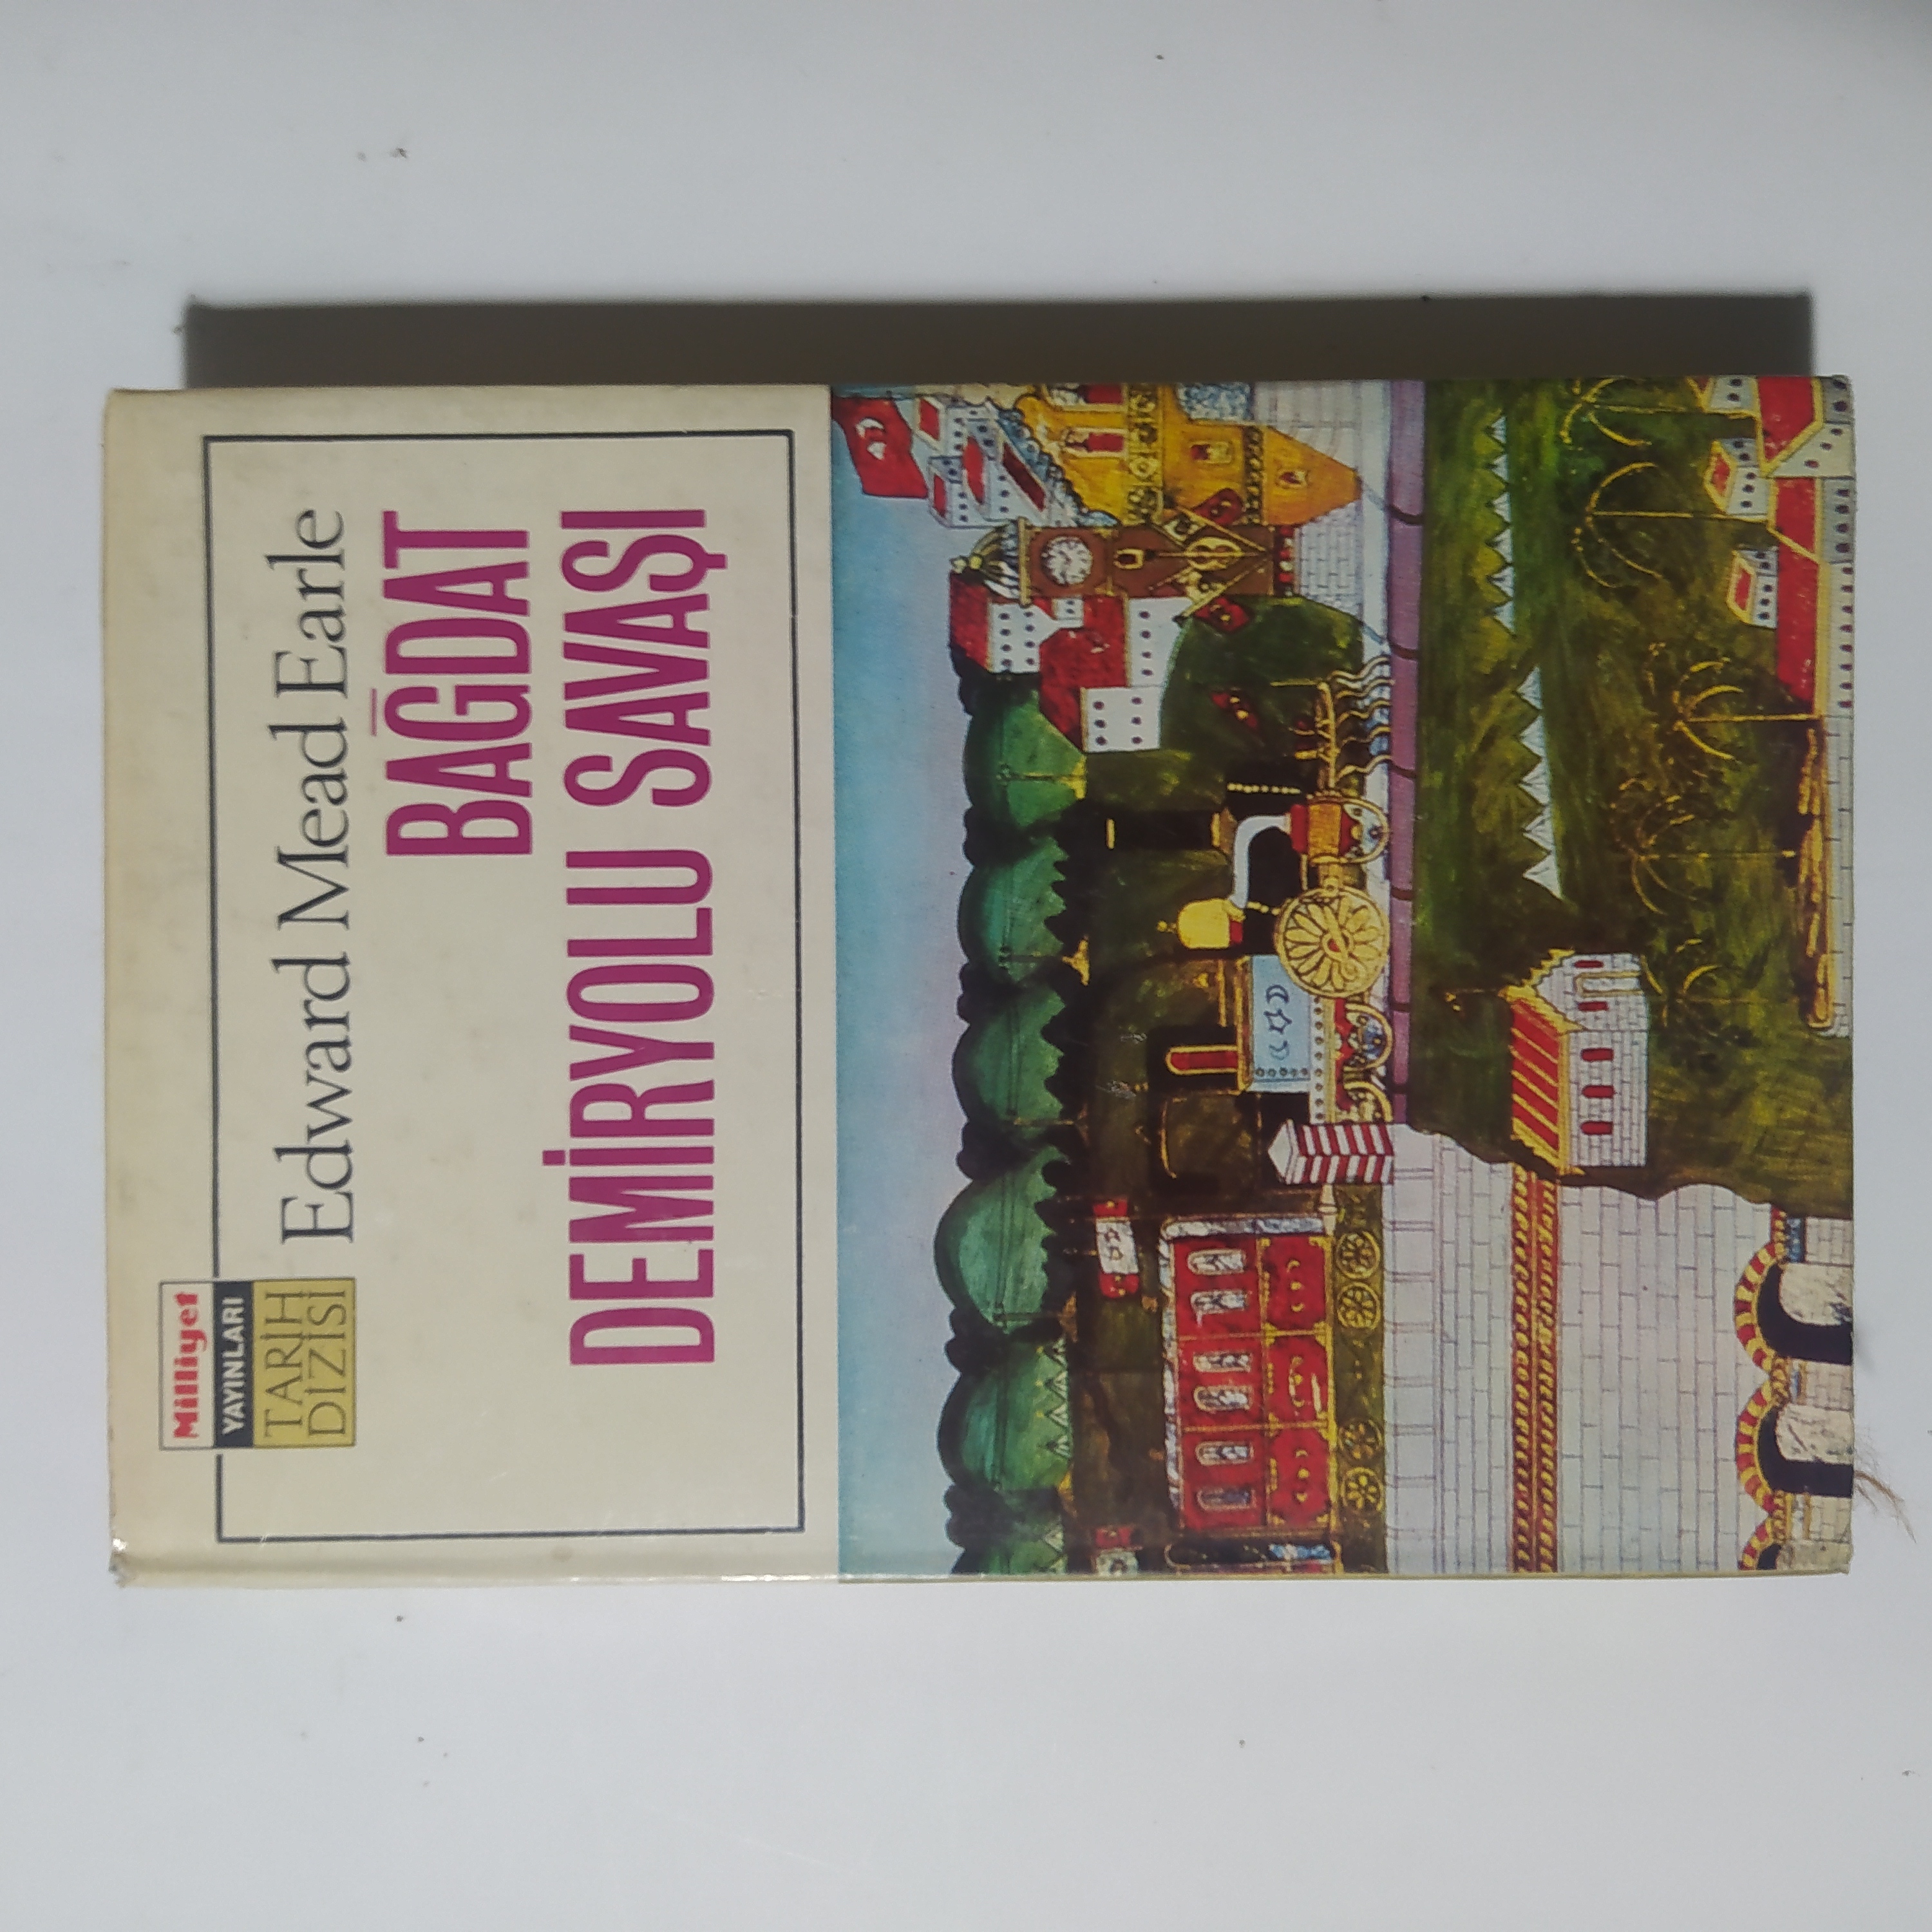 Milliyet
YAYINLARI
TARİH
DİZİSİ
Edward Mead Earle
BAĞDAT
DEMİRYOLU SAVAŞI